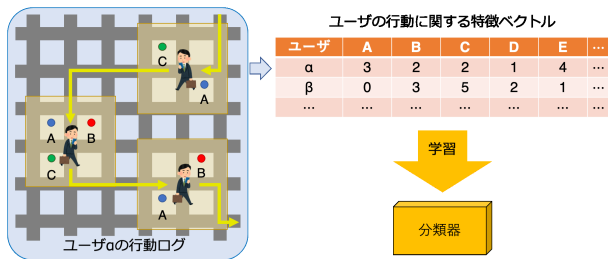 ユーザの行動に関する特徴ベクトル
ユーザ A B C D E …
α 3 2 2 1 4 …
β 0 3 5 2 1 …
… … … … … … …
C
A
A B
C
B
A
ユーザαの行動ログ
学習
分類器